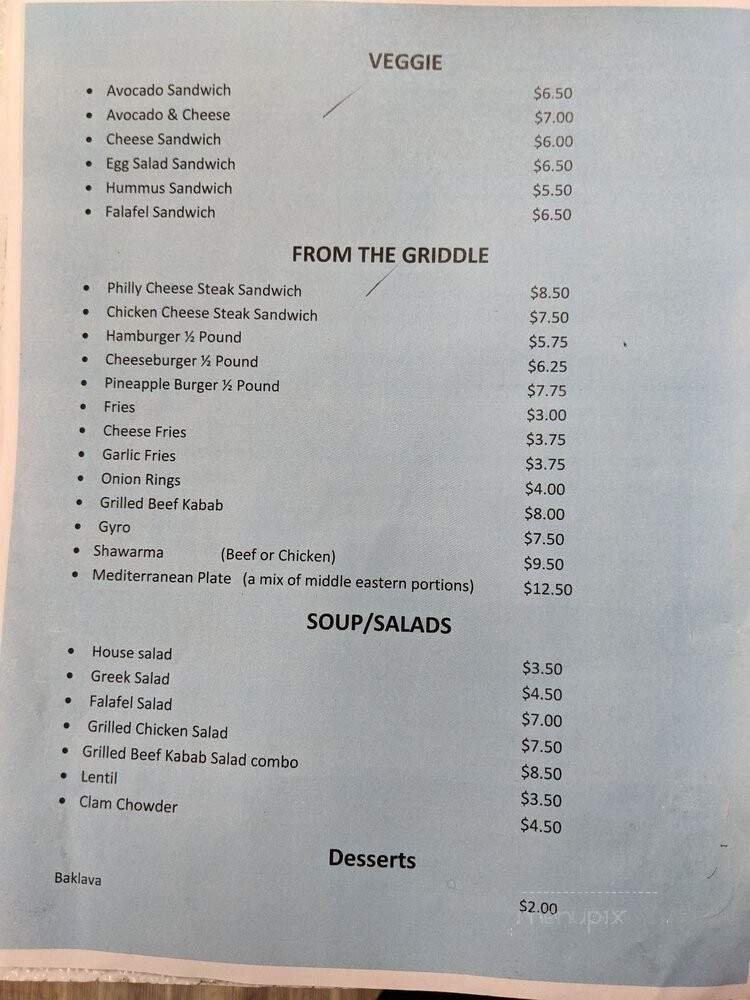 VEGGIE
• Avocado Sandwich $6.50
• Avocado & Cheese $7.00
• Cheese Sandwich $6.00
• Egg Salad Sandwich $6.50
• Hummus Sandwich $5.50
• Falafel Sandwich $6.50
FROM THE GRIDDLE
• Philly Cheese Steak Sandwich $8.50
• Chicken Cheese Steak Sandwich $7.50
• Hamburger ½ Pound $5.75
• Cheeseburger ½ Pound $6.25
• Pineapple Burger ½ Pound $7.75
• Fries $3.00
• Cheese Fries $3.75
• Garlic Fries $3.75
• Onion Rings $4.00
• Grilled Beef Kabab $8.00
• Gyro $7.50
• Shawarma (Beef or Chicken) $9.50
• Mediterranean Plate (a mix of middle eastern portions) $12.50
SOUP/SALADS
• House salad $3.50
• Greek Salad $4.50
• Falafel Salad $7.00
• Grilled Chicken Salad $7.50
• Grilled Beef Kabab Salad combo $8.50
• Lentil $3.50
• Clam Chowder $4.50
Desserts
Baklava $2.00
menupix